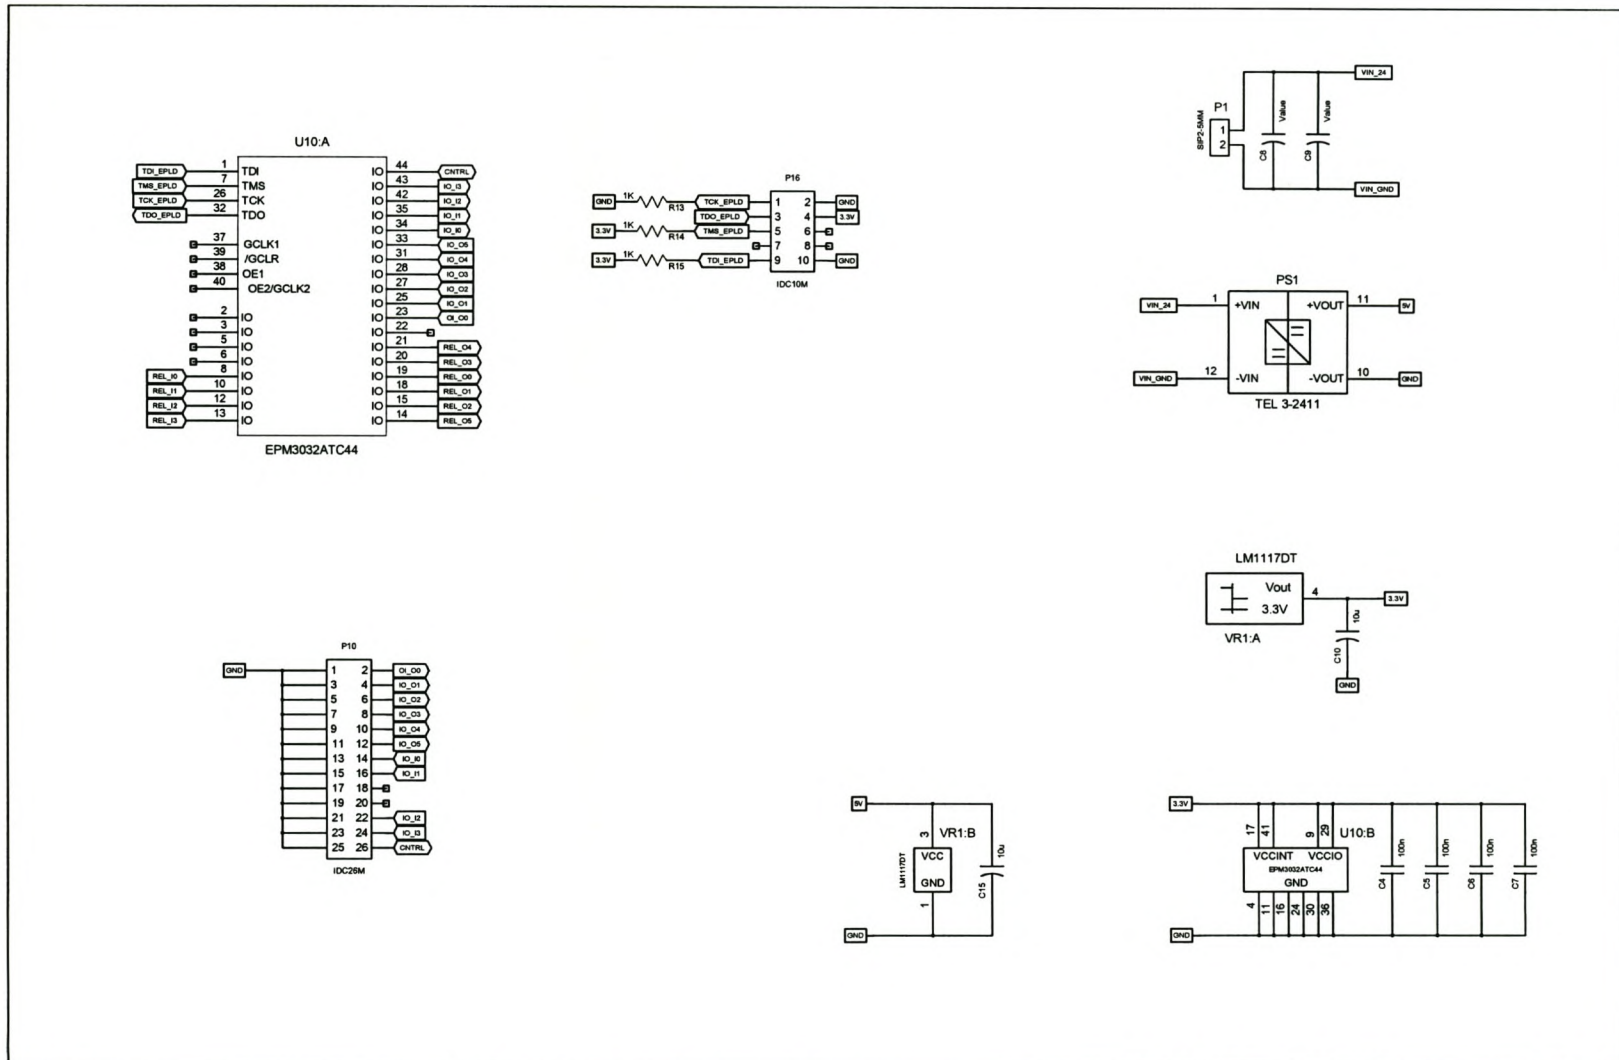 U10:A
TDI_EPLD 1 TDI IO 44 CNTRL
TMS_EPLD 7 TMS IO 43 IO_I3
TCK_EPLD 26 TCK IO 42 IO_I2
TDO_EPLD 32 TDO IO 35 IO_I1
IO 34 IO_I0
37 GCLK1 IO 33 IO_O5
39 /GCLR IO 31 IO_O4
38 OE1 IO 28 IO_O3
40 OE2/GCLK2 IO 27 IO_O2
IO 25 IO_O1
2 IO IO 23 OI_O0
3 IO IO 22
5 IO IO 21 REL_O4
6 IO IO 20 REL_O3
REL_I0 8 IO IO 19 REL_O0
REL_I1 10 IO IO 18 REL_O1
REL_I2 12 IO IO 15 REL_O2
REL_I3 13 IO IO 14 REL_O5
EPM3032ATC44
P16
GND 1K R13 TCK_EPLD 1 2 GND
TDO_EPLD 3 4 3.3V
3.3V 1K R14 TMS_EPLD 5 6
7 8
3.3V 1K R15 TDI_EPLD 9 10 GND
IDC10M
VIN_24
P1
SIP2-5MM
1
2
Value
C8
Value
C9
VIN_GND
PS1
VIN_24 1 +VIN +VOUT 11 5V
VIN_GND 12 -VIN -VOUT 10 GND
TEL 3-2411
LM1117DT
Vout 4 3.3V
3.3V
VR1:A
10u
C10
GND
P10
GND 1 2 OI_O0
3 4 IO_O1
5 6 IO_O2
7 8 IO_O3
9 10 IO_O4
11 12 IO_O5
13 14 IO_I0
15 16 IO_I1
17 18
19 20
21 22 IO_I2
23 24 IO_I3
25 26 CNTRL
IDC26M
5V
3 VR1:B
LM1117DT
VCC
GND
1
10u
C15
GND
3.3V
17 41 9 29 U10:B
VCCINT VCCIO
EPM3032ATC44
GND
4 11 16 24 30 36
100n
C4
100n
C5
100n
C6
100n
C7
GND